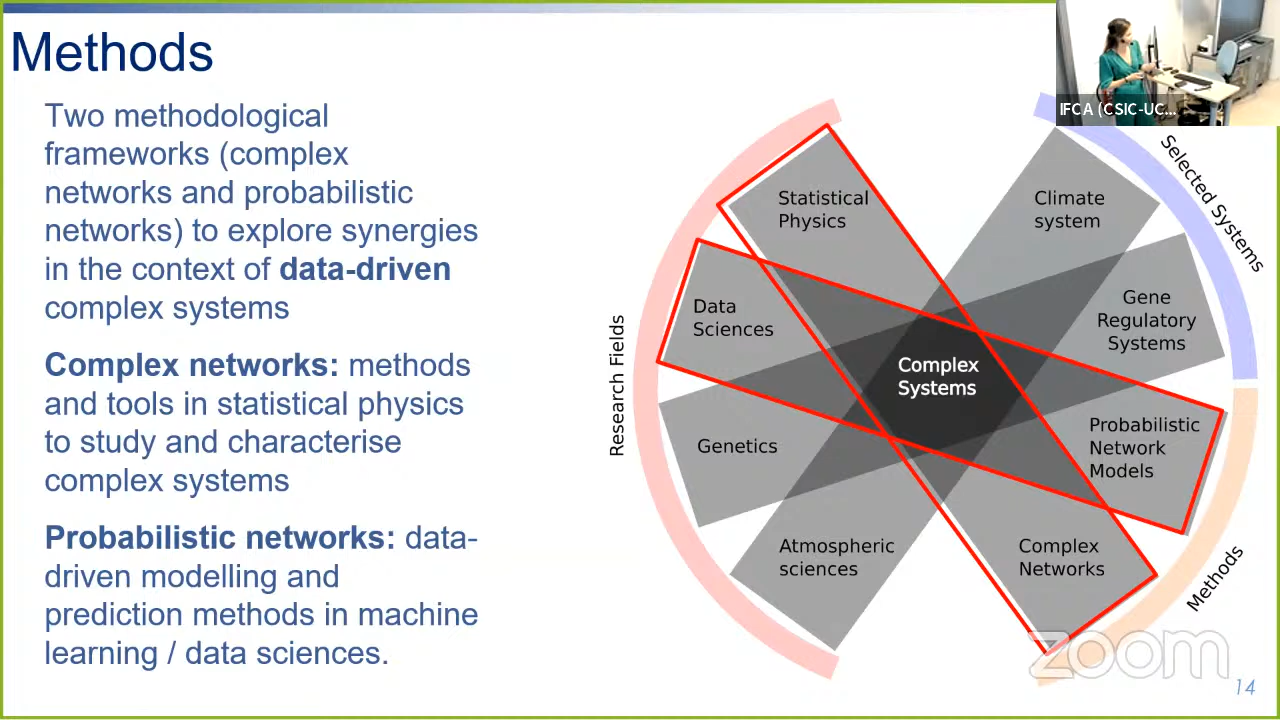 Methods
Two methodological
frameworks (complex
networks and probabilistic
networks) to explore synergies
in the context of data-driven
complex systems
Complex networks: methods
and tools in statistical physics
to study and characterise
complex systems
Probabilistic networks: data-
driven modelling and
prediction methods in machine
learning / data sciences.
Research Fields
Statistical
Physics
Data
Sciences
Genetics
Atmospheric
sciences
Complex
Systems
Climate
system
Gene
Regulatory
Systems
Probabilistic
Network
Models
Complex
Networks
Selected Systems
Methods
IFCA (CSIC-UC...
zoom
14